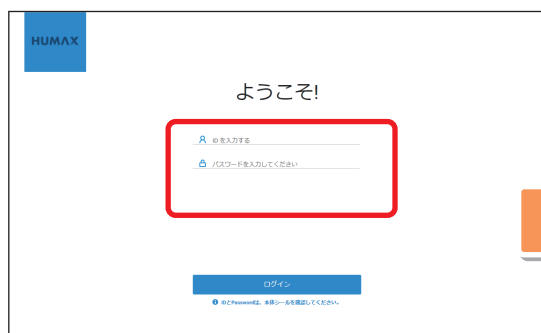 HUMAX
ようこそ!
ID を入力する
パスワードを入力してください
ログイン
IDとPasswordは、本体シールを確認してください。